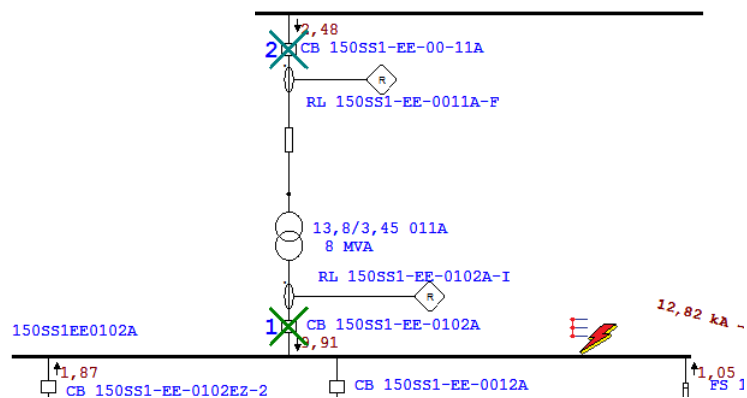 2,48
2 CB 150SS1-EE-00-11A
R
RL 150SS1-EE-0011A-F
13,8/3,45 011A
8 MVA
RL 150SS1-EE-0102A-I
R
12,82 kA
1 CB 150SS1-EE-0102A
150SS1EE0102A
9,91
1,87
1,05
CB 150SS1-EE-0102EZ-2
CB 150SS1-EE-0012A
FS 1